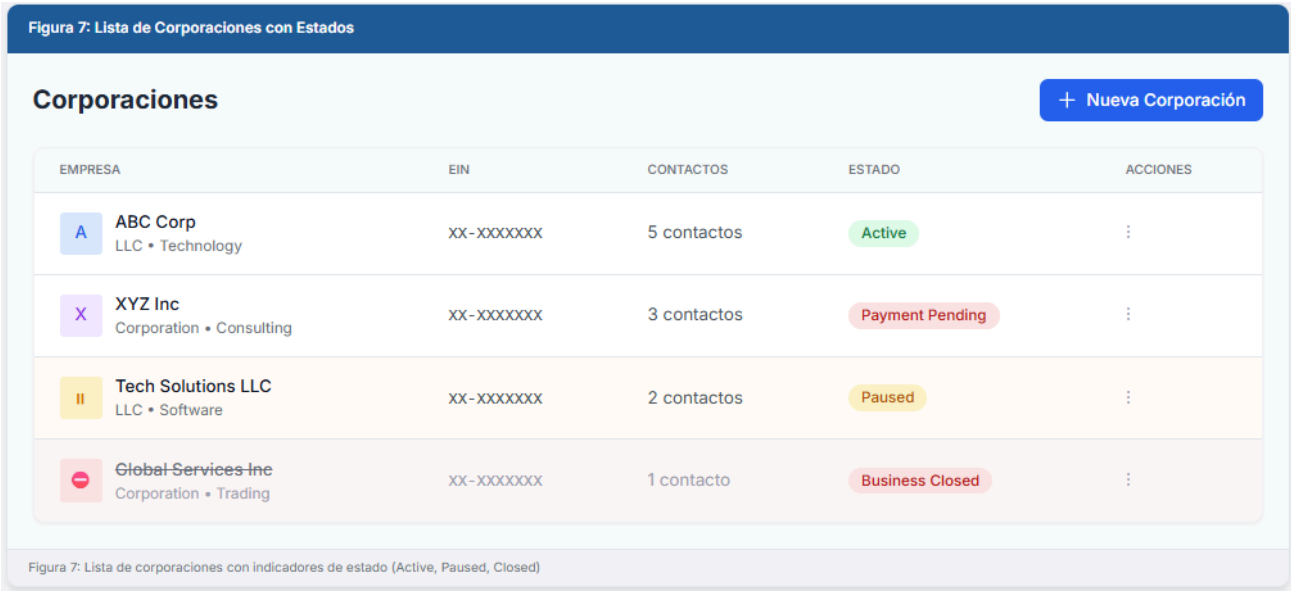 Figura 7: Lista de Corporaciones con Estados
Corporaciones
+ Nueva Corporación
EMPRESA EIN CONTACTOS ESTADO ACCIONES
A ABC Corp
LLC • Technology
XX-XXXXXXX 5 contactos Active
X XYZ Inc
Corporation • Consulting
XX-XXXXXXX 3 contactos Payment Pending
Tech Solutions LLC
LLC • Software
XX-XXXXXXX 2 contactos Paused
Global Services Inc
Corporation • Trading
XX-XXXXXXX 1 contacto Business Closed
Figura 7: Lista de corporaciones con indicadores de estado (Active, Paused, Closed)